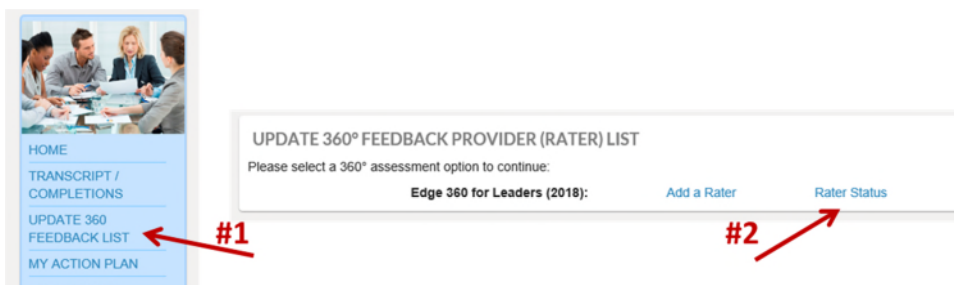 HOME
TRANSCRIPT /
COMPLETIONS
UPDATE 360
FEEDBACK LIST
MY ACTION PLAN
#1
UPDATE 360° FEEDBACK PROVIDER (RATER) LIST
Please select a 360° assessment option to continue:
Edge 360 for Leaders (2018): Add a Rater Rater Status
#2